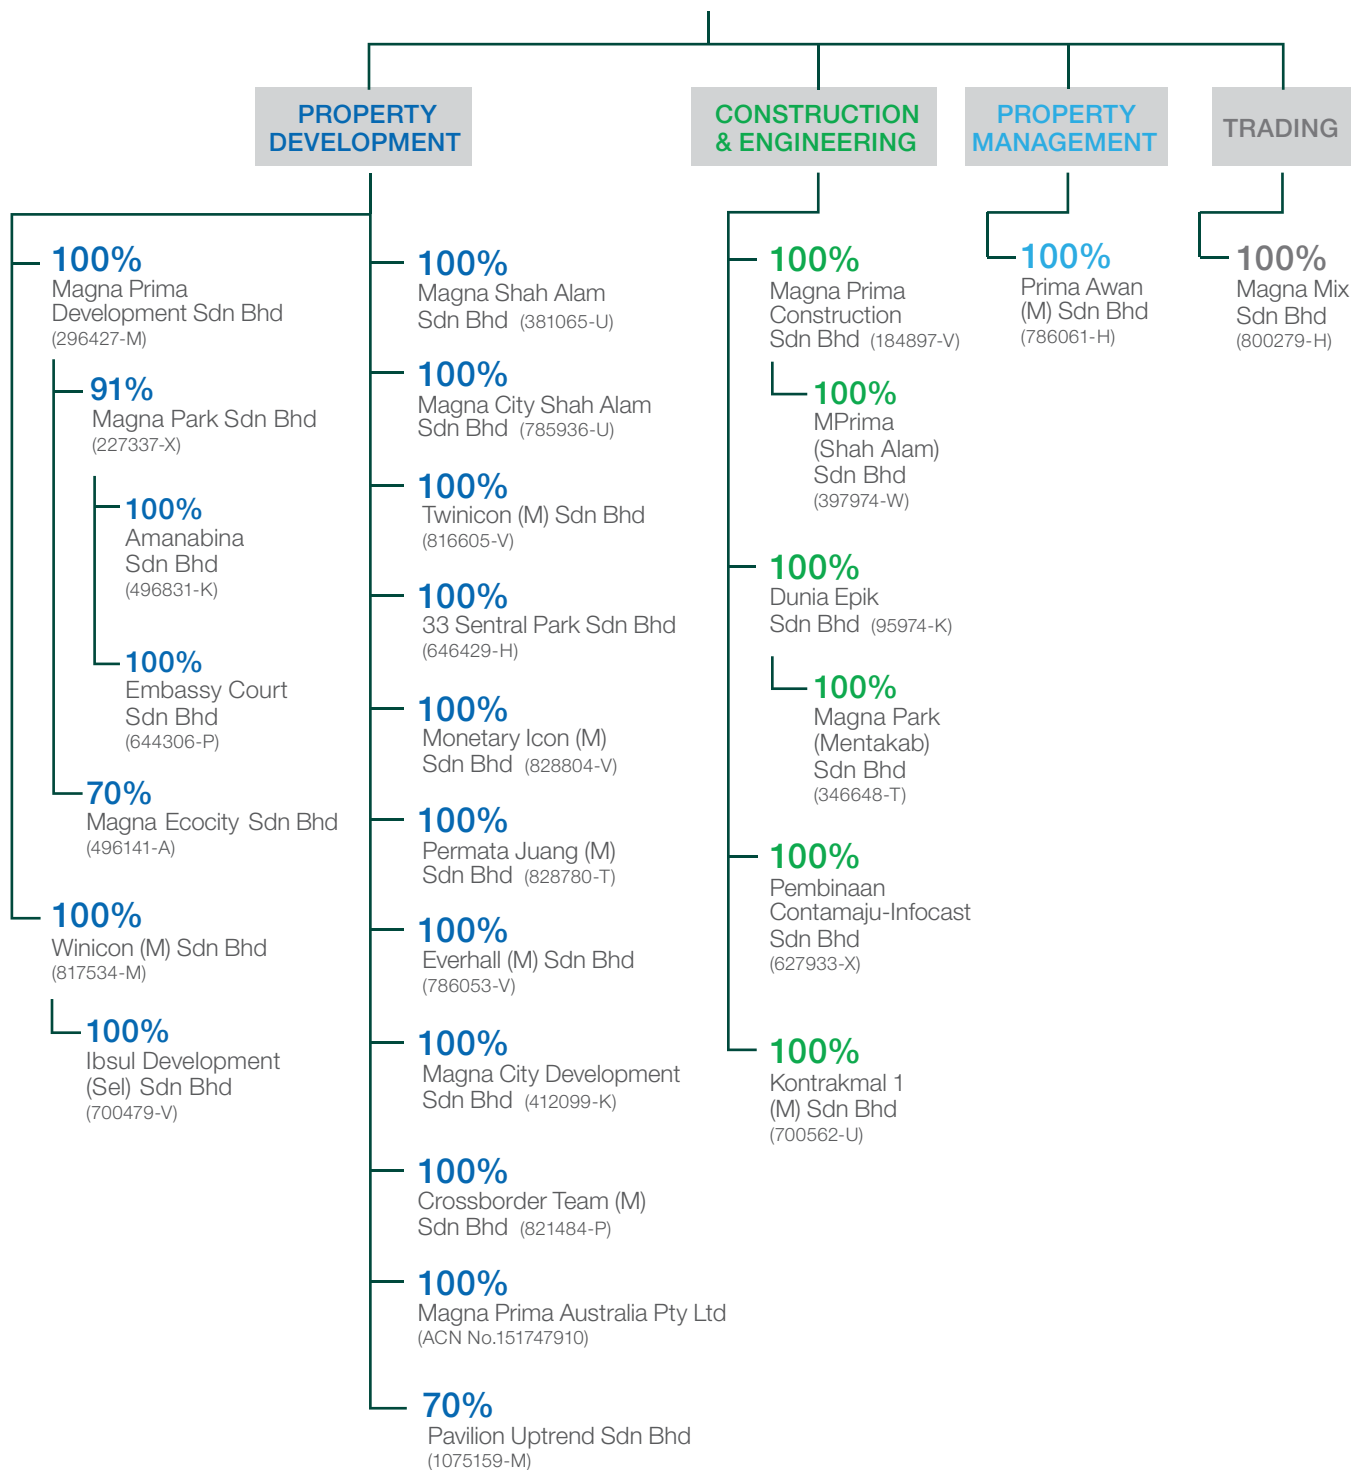 PROPERTY
DEVELOPMENT
100%
Magna Prima
Development Sdn Bhd
(296427-M)
91%
Magna Park Sdn Bhd
(227337-X)
100%
Amanabina
Sdn Bhd
(496831-K)
100%
Embassy Court
Sdn Bhd
(644306-P)
70%
Magna Ecocity Sdn Bhd
(496141-A)
100%
Winicon (M) Sdn Bhd
(817534-M)
100%
Ibsul Development
(Sel) Sdn Bhd
(700479-V)
100%
Magna Shah Alam
Sdn Bhd (381065-U)
100%
Magna City Shah Alam
Sdn Bhd (785936-U)
100%
Twinicon (M) Sdn Bhd
(816605-V)
100%
33 Sentral Park Sdn Bhd
(646429-H)
100%
Monetary Icon (M)
Sdn Bhd (828804-V)
100%
Permata Juang (M)
Sdn Bhd (828780-T)
100%
Everhall (M) Sdn Bhd
(786053-V)
100%
Magna City Development
Sdn Bhd (412099-K)
100%
Crossborder Team (M)
Sdn Bhd (821484-P)
100%
Magna Prima Australia Pty Ltd
(ACN No.151747910)
70%
Pavilion Uptrend Sdn Bhd
(1075159-M)
CONSTRUCTION
& ENGINEERING
100%
Magna Prima
Construction
Sdn Bhd (184897-V)
100%
MPrima
(Shah Alam)
Sdn Bhd
(397974-W)
100%
Dunia Epik
Sdn Bhd (95974-K)
100%
Magna Park
(Mentakab)
Sdn Bhd
(346648-T)
100%
Pembinaan
Contamaju-Infocast
Sdn Bhd
(627933-X)
100%
Kontrakmal 1
(M) Sdn Bhd
(700562-U)
PROPERTY
MANAGEMENT
100%
Prima Awan
(M) Sdn Bhd
(786061-H)
TRADING
100%
Magna Mix
Sdn Bhd
(800279-H)